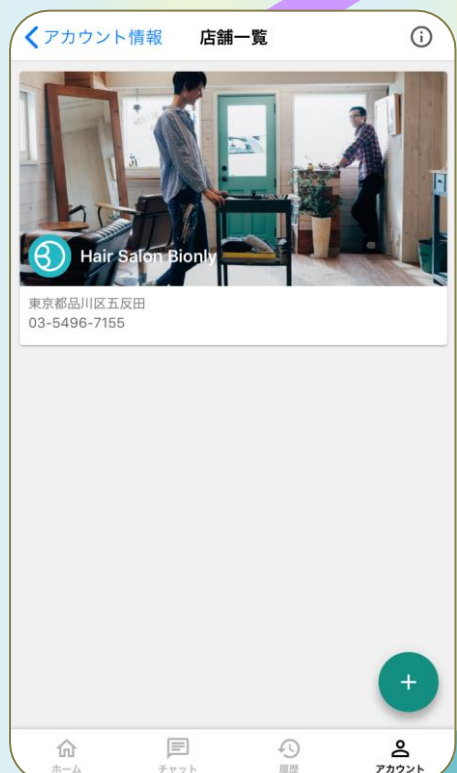 アカウント情報 店舗一覧
Hair Salon Bionly
東京都品川区五反田
03-5496-7155
ホーム チャット 履歴 アカウント